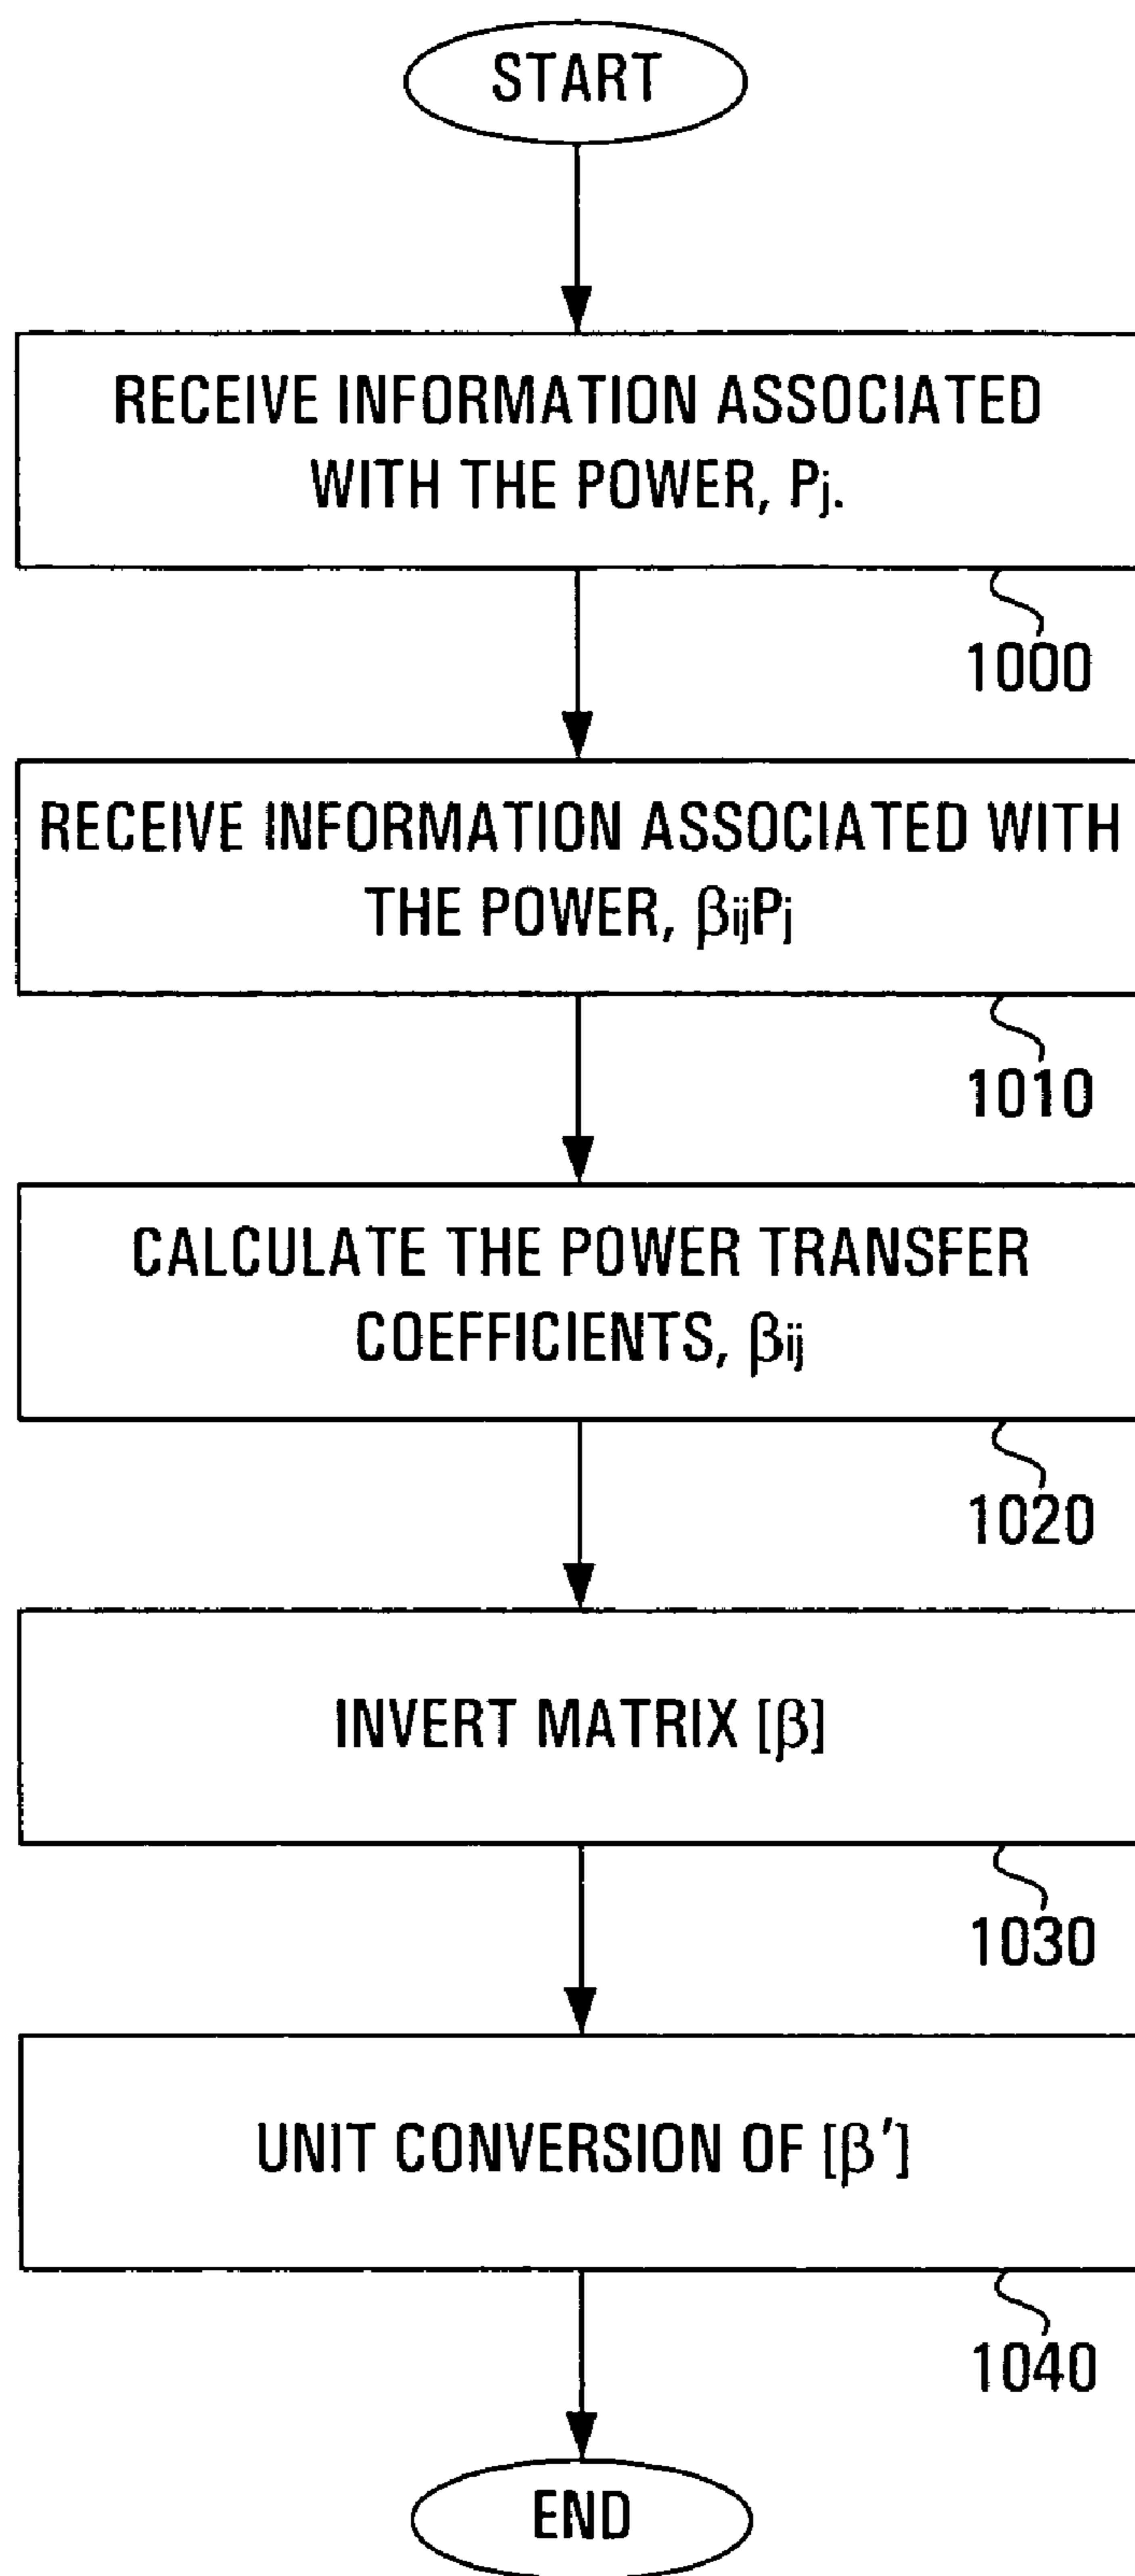 START
RECEIVE INFORMATION ASSOCIATED
WITH THE POWER, Pj.
1000
RECEIVE INFORMATION ASSOCIATED WITH
THE POWER, βijPj
1010
CALCULATE THE POWER TRANSFER
COEFFICIENTS, βij
1020
INVERT MATRIX [β]
1030
UNIT CONVERSION OF [β′]
1040
END